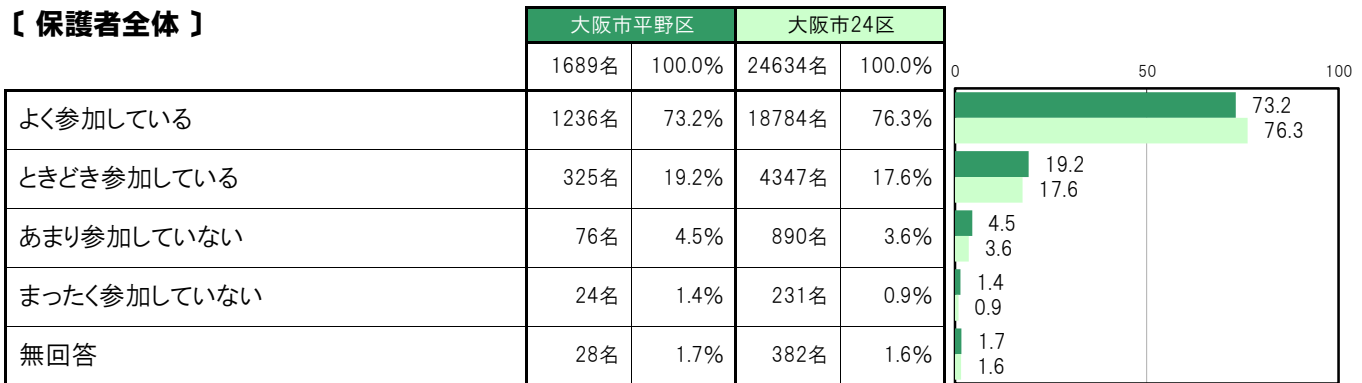 〔 保護者全体 〕
大阪市平野区 大阪市24区
1689名 100.0% 24634名 100.0%
0 50 100
よく参加している 1236名 73.2% 18784名 76.3%
73.2
76.3
ときどき参加している 325名 19.2% 4347名 17.6%
19.2
17.6
あまり参加していない 76名 4.5% 890名 3.6%
4.5
3.6
まったく参加していない 24名 1.4% 231名 0.9%
1.4
0.9
無回答 28名 1.7% 382名 1.6%
1.7
1.6